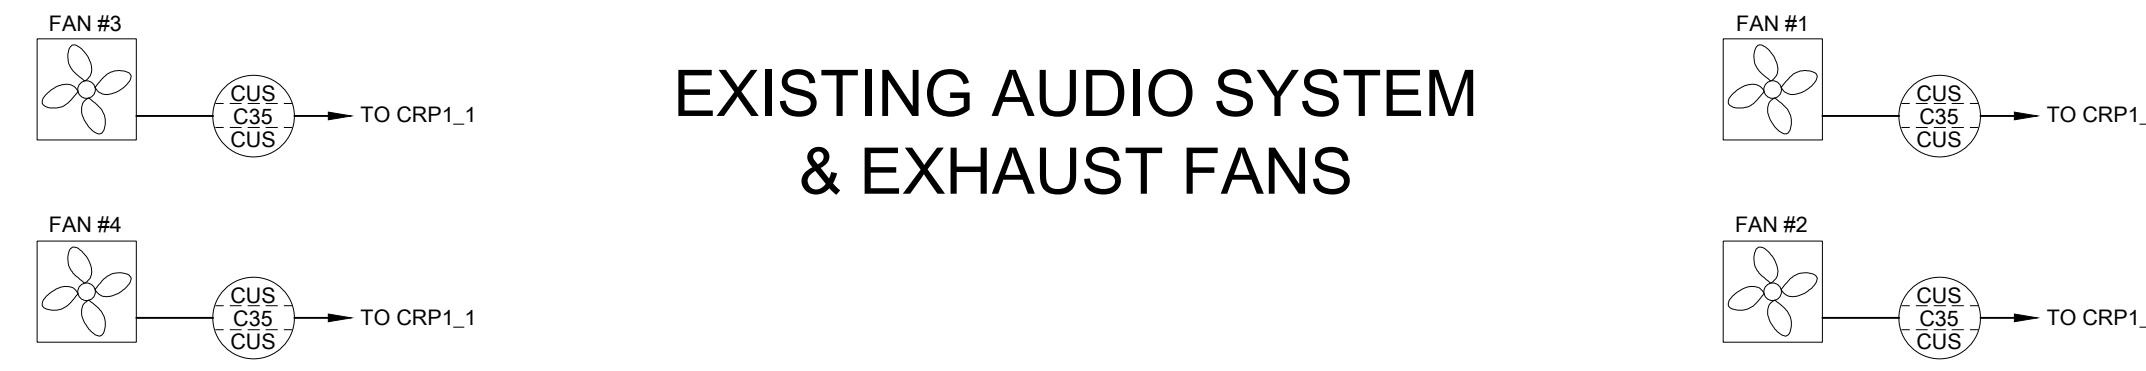 FAN #3
CUS
C35
CUS
TO CRP1_1
FAN #4
CUS
C35
CUS
TO CRP1_1
EXISTING AUDIO SYSTEM
& EXHAUST FANS
FAN #1
CUS
C35
CUS
TO CRP1_
FAN #2
CUS
C35
CUS
TO CRP1_